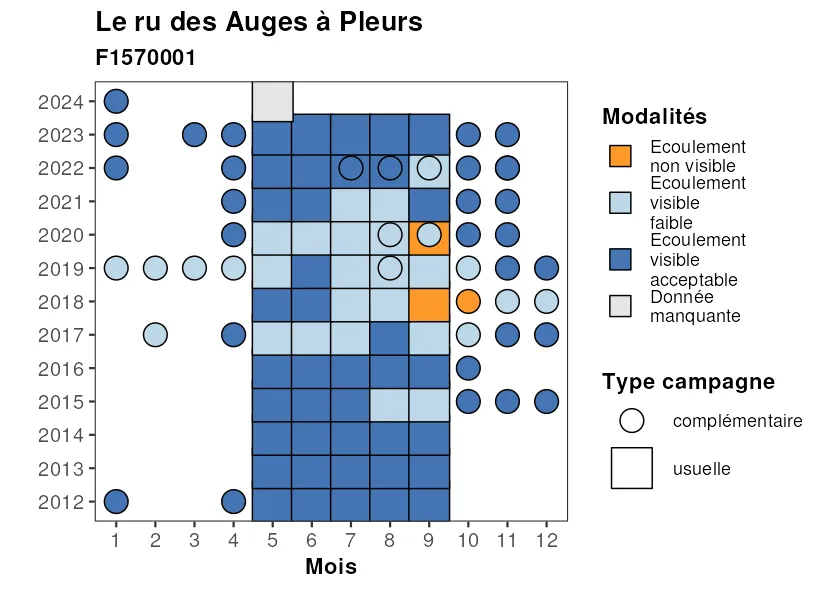 Le ru des Auges à Pleurs
F1570001
2024
2023
2022
2021
2020
2019
2018
2017
2016
2015
2014
2013
2012
1 2 3 4 5 6 7 8 9 10 11 12
Mois
Modalités
Ecoulement
non visible
Ecoulement
visible
faible
Ecoulement
visible
acceptable
Donnée
manquante
Type campagne
complémentaire
usuelle